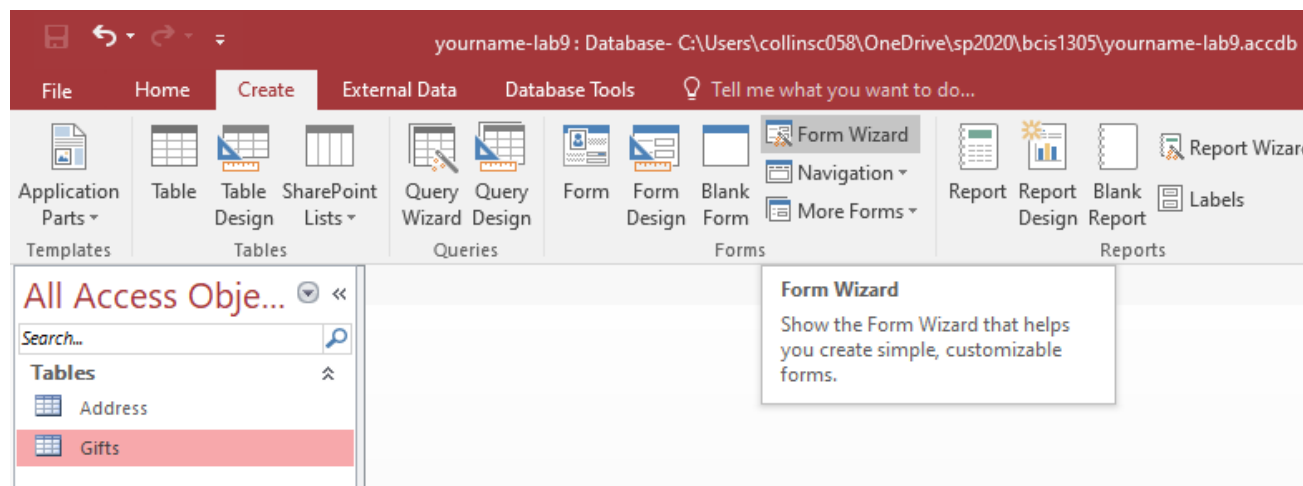 yourname-lab9 : Database- C:\Users\collinsc058\OneDrive\sp2020\bcis1305\yourname-lab9.accdb
File Home Create External Data Database Tools Tell me what you want to do...
Application Parts
Table
Table Design
SharePoint Lists
Query Wizard
Query Design
Form
Form Design
Blank Form
Form Wizard
Navigation
More Forms
Report
Report Design
Blank Report
Report Wizar
Labels
Templates Tables Queries Forms Reports
All Access Obje...
Search...
Tables
Address
Gifts
Form Wizard
Show the Form Wizard that helps
you create simple, customizable
forms.